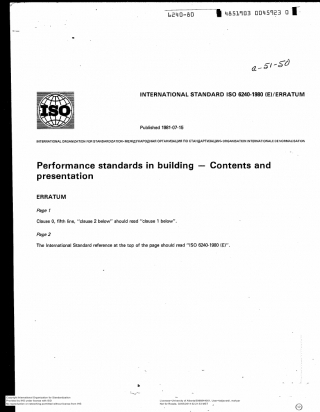 6240-80
4851903 0045923 0
a-51-50
INTERNATIONAL STANDARD ISO 6240-1980 (E)/ERRATUM
ISO
Published 1981-07-15
INTERNATIONAL ORGANIZATION FOR STANDARDIZATION•МЕЖДУНАРОДНАЯ ОРГАНИЗАЦИЯ ПО СТАНДАРТИЗАЦИИ•ORGANISATION INTERNATIONALE DE NORMALISATION
Performance standards in building — Contents and
presentation
ERRATUM
Page 1
Clause 0, fifth line, "clause 2 below" should read "clause 1 below".
Page 2
The International Standard reference at the top of the page should read "ISO 6240-1980 (E)".